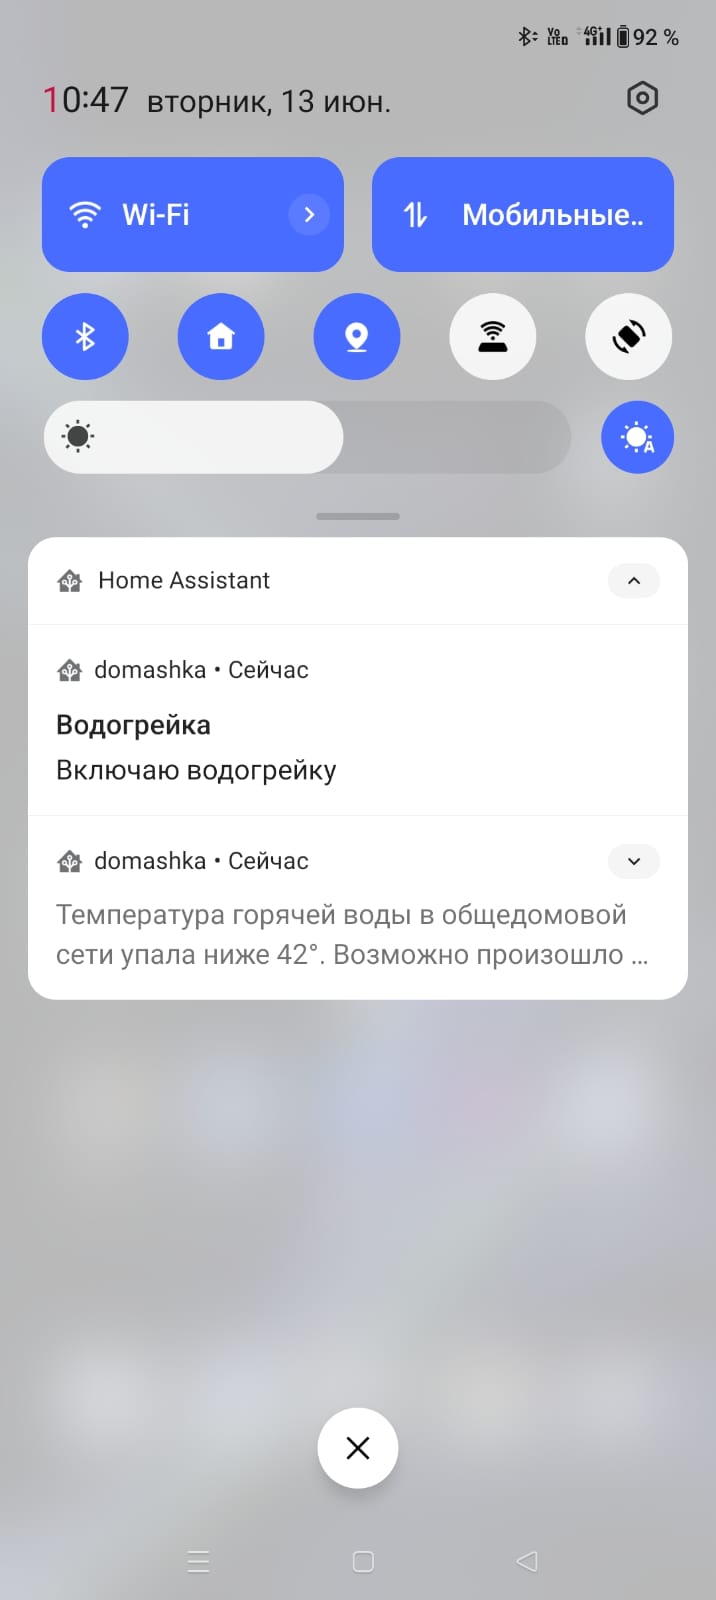 Vo LTED 4G+ 92 %
10:47 вторник, 13 июн.
Wi-Fi
Мобильные..
A
Home Assistant
domashka • Сейчас
Водогрейка
Включаю водогрейку
domashka • Сейчас
Температура горячей воды в общедомовой
сети упала ниже 42°. Возможно произошло ...